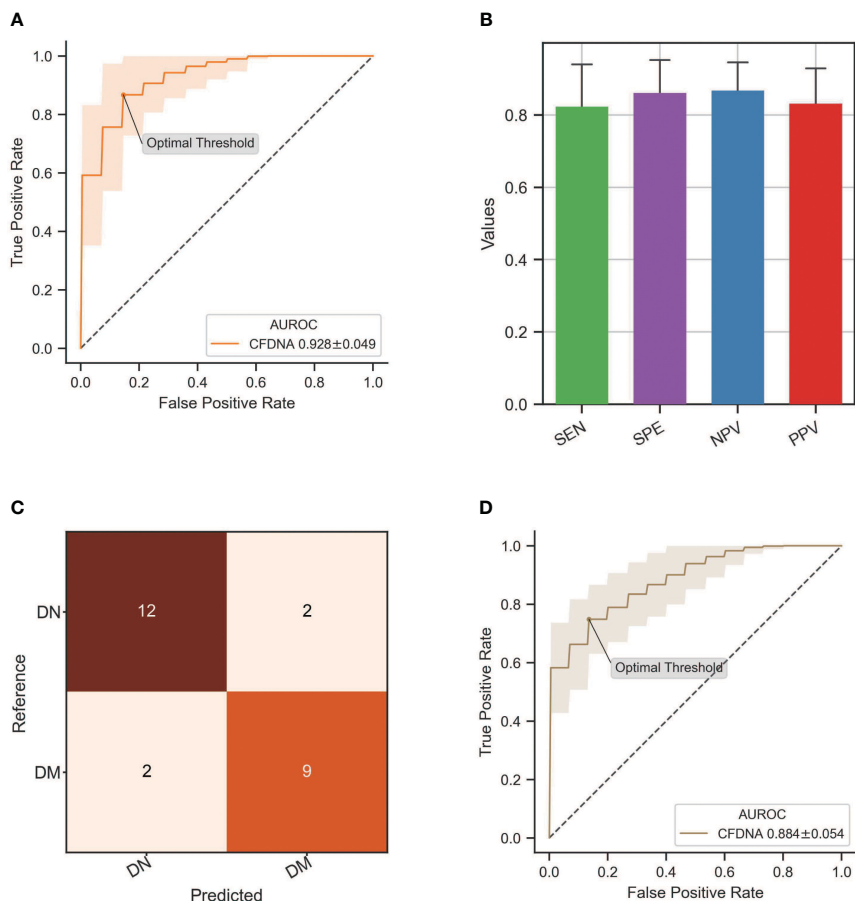 A
1.0
0.8
0.6
0.4
0.2
0.0
True Positive Rate
Optimal Threshold
AUROC
CFDNA 0.928±0.049
0.0 0.2 0.4 0.6 0.8 1.0
False Positive Rate
B
0.8
0.6
0.4
0.2
0.0
Values
SEN SPE NPV PPV
C
Reference
DN
12 2
DM
2 9
DN DM
Predicted
D
1.0
0.8
0.6
0.4
0.2
0.0
True Positive Rate
Optimal Threshold
AUROC
CFDNA 0.884±0.054
0.0 0.2 0.4 0.6 0.8 1.0
False Positive Rate